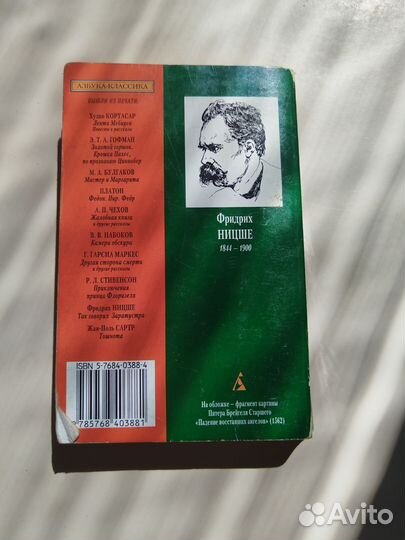 АЗБУКА-КЛАССИКА
ВЫШЛИ ИЗ ПЕЧАТИ:
Хулио КОРТАСАР
Лента Мебиуса
Повести и рассказы
Э. Т. А. ГОФМАН
Золотой горшок.
Крошка Цахес,
по прозванию Циннобер
М. А. БУЛГАКОВ
Мастер и Маргарита
ПЛАТОН
Федон. Пир. Федр
А. П. ЧЕХОВ
Жалобная книга
и другие рассказы
В. В. НАБОКОВ
Камера обскура
Г. ГАРСИА МАРКЕС
Другая сторона смерти
и другие рассказы
Р. Л. СТИВЕНСОН
Приключения
принца Флоризеля
Фридрих НИЦШЕ
Так говорил Заратустра
Жан-Поль САРТР
Тошнота
ISBN 5-7684-0388-4
785768 403881
Фридрих
НИЦШЕ
1844 – 1900
На обложке – фрагмент картины
Питера Брейгеля Старшего
«Падение восставших ангелов» (1562)
Avito